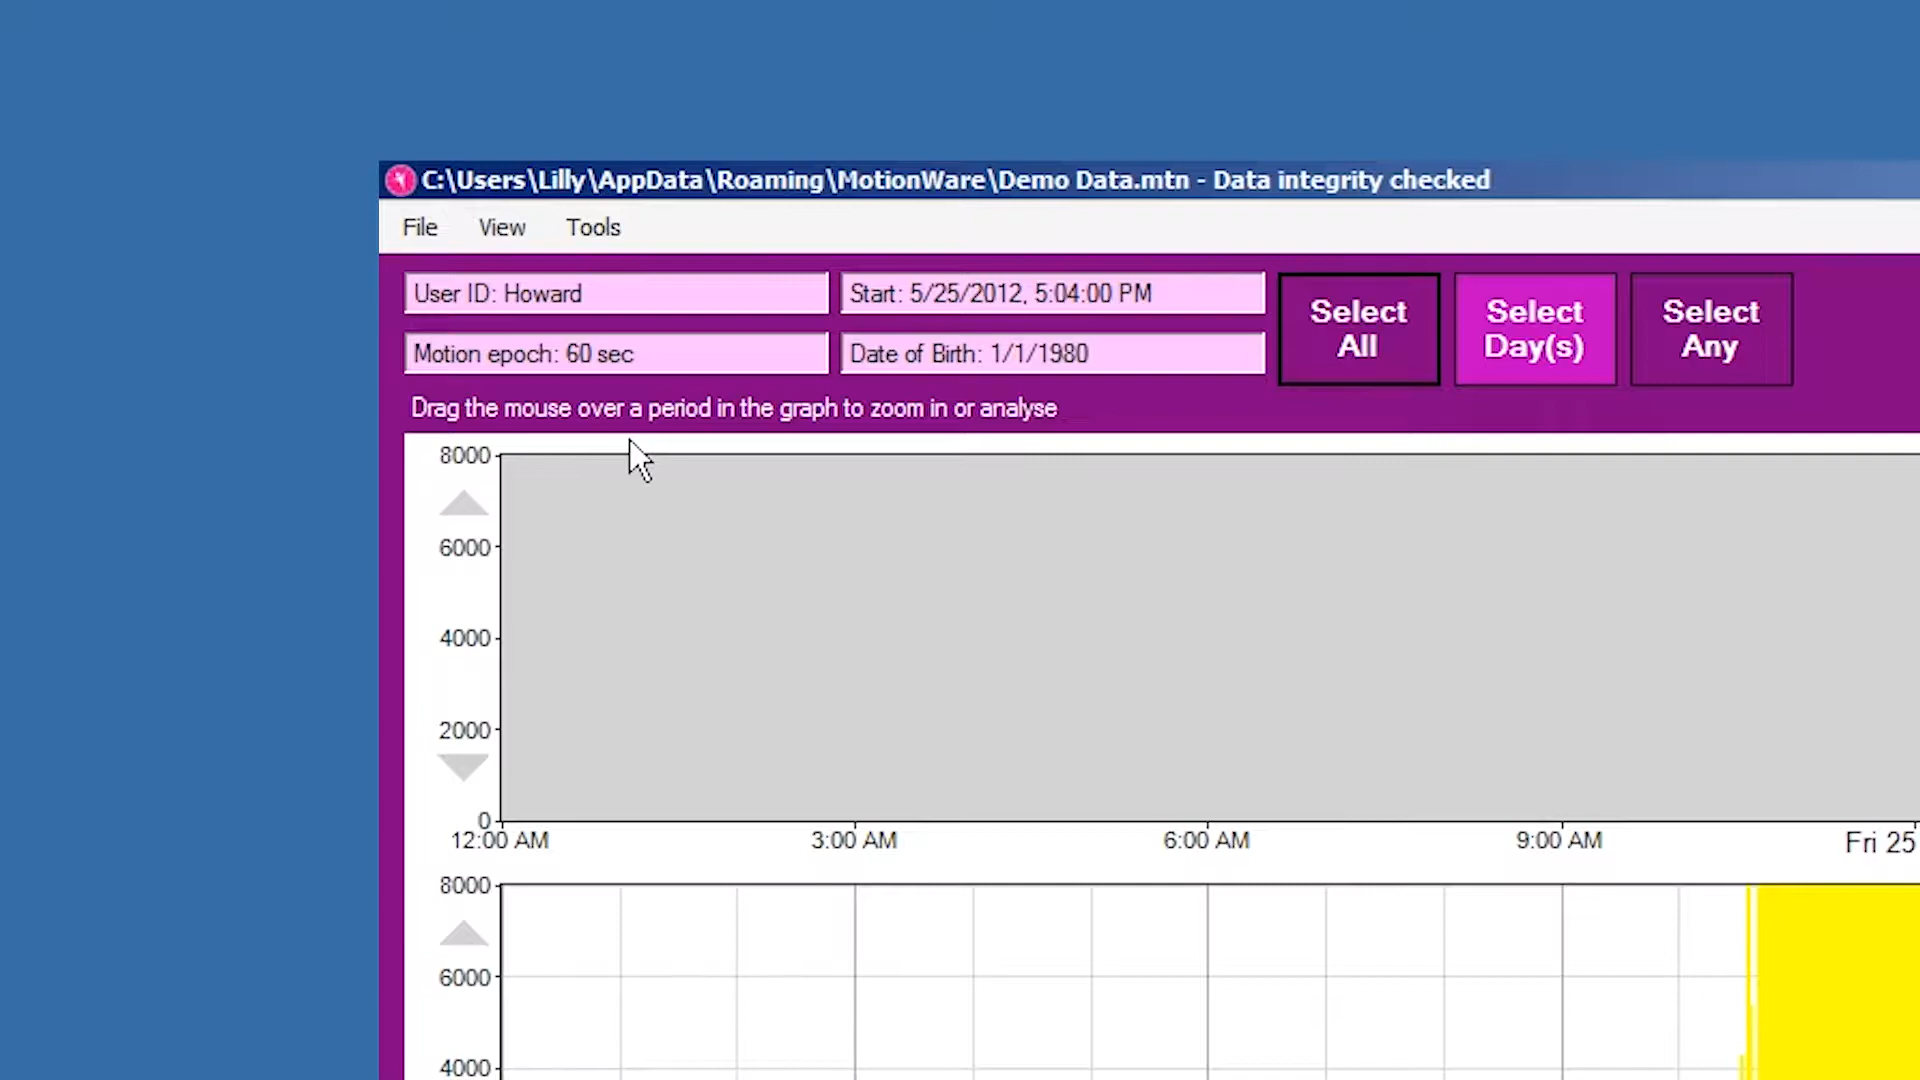 C:\Users\Lilly\AppData\Roaming\MotionWare\Demo Data.mtn - Data integrity checked
File View Tools
User ID: Howard
Start: 5/25/2012, 5:04:00 PM
Motion epoch: 60 sec
Date of Birth: 1/1/1980
Select
All
Select
Day(s)
Select
Any
Drag the mouse over a period in the graph to zoom in or analyse
8000
6000
4000
2000
0
12:00 AM 3:00 AM 6:00 AM 9:00 AM Fri 25
8000
6000
4000